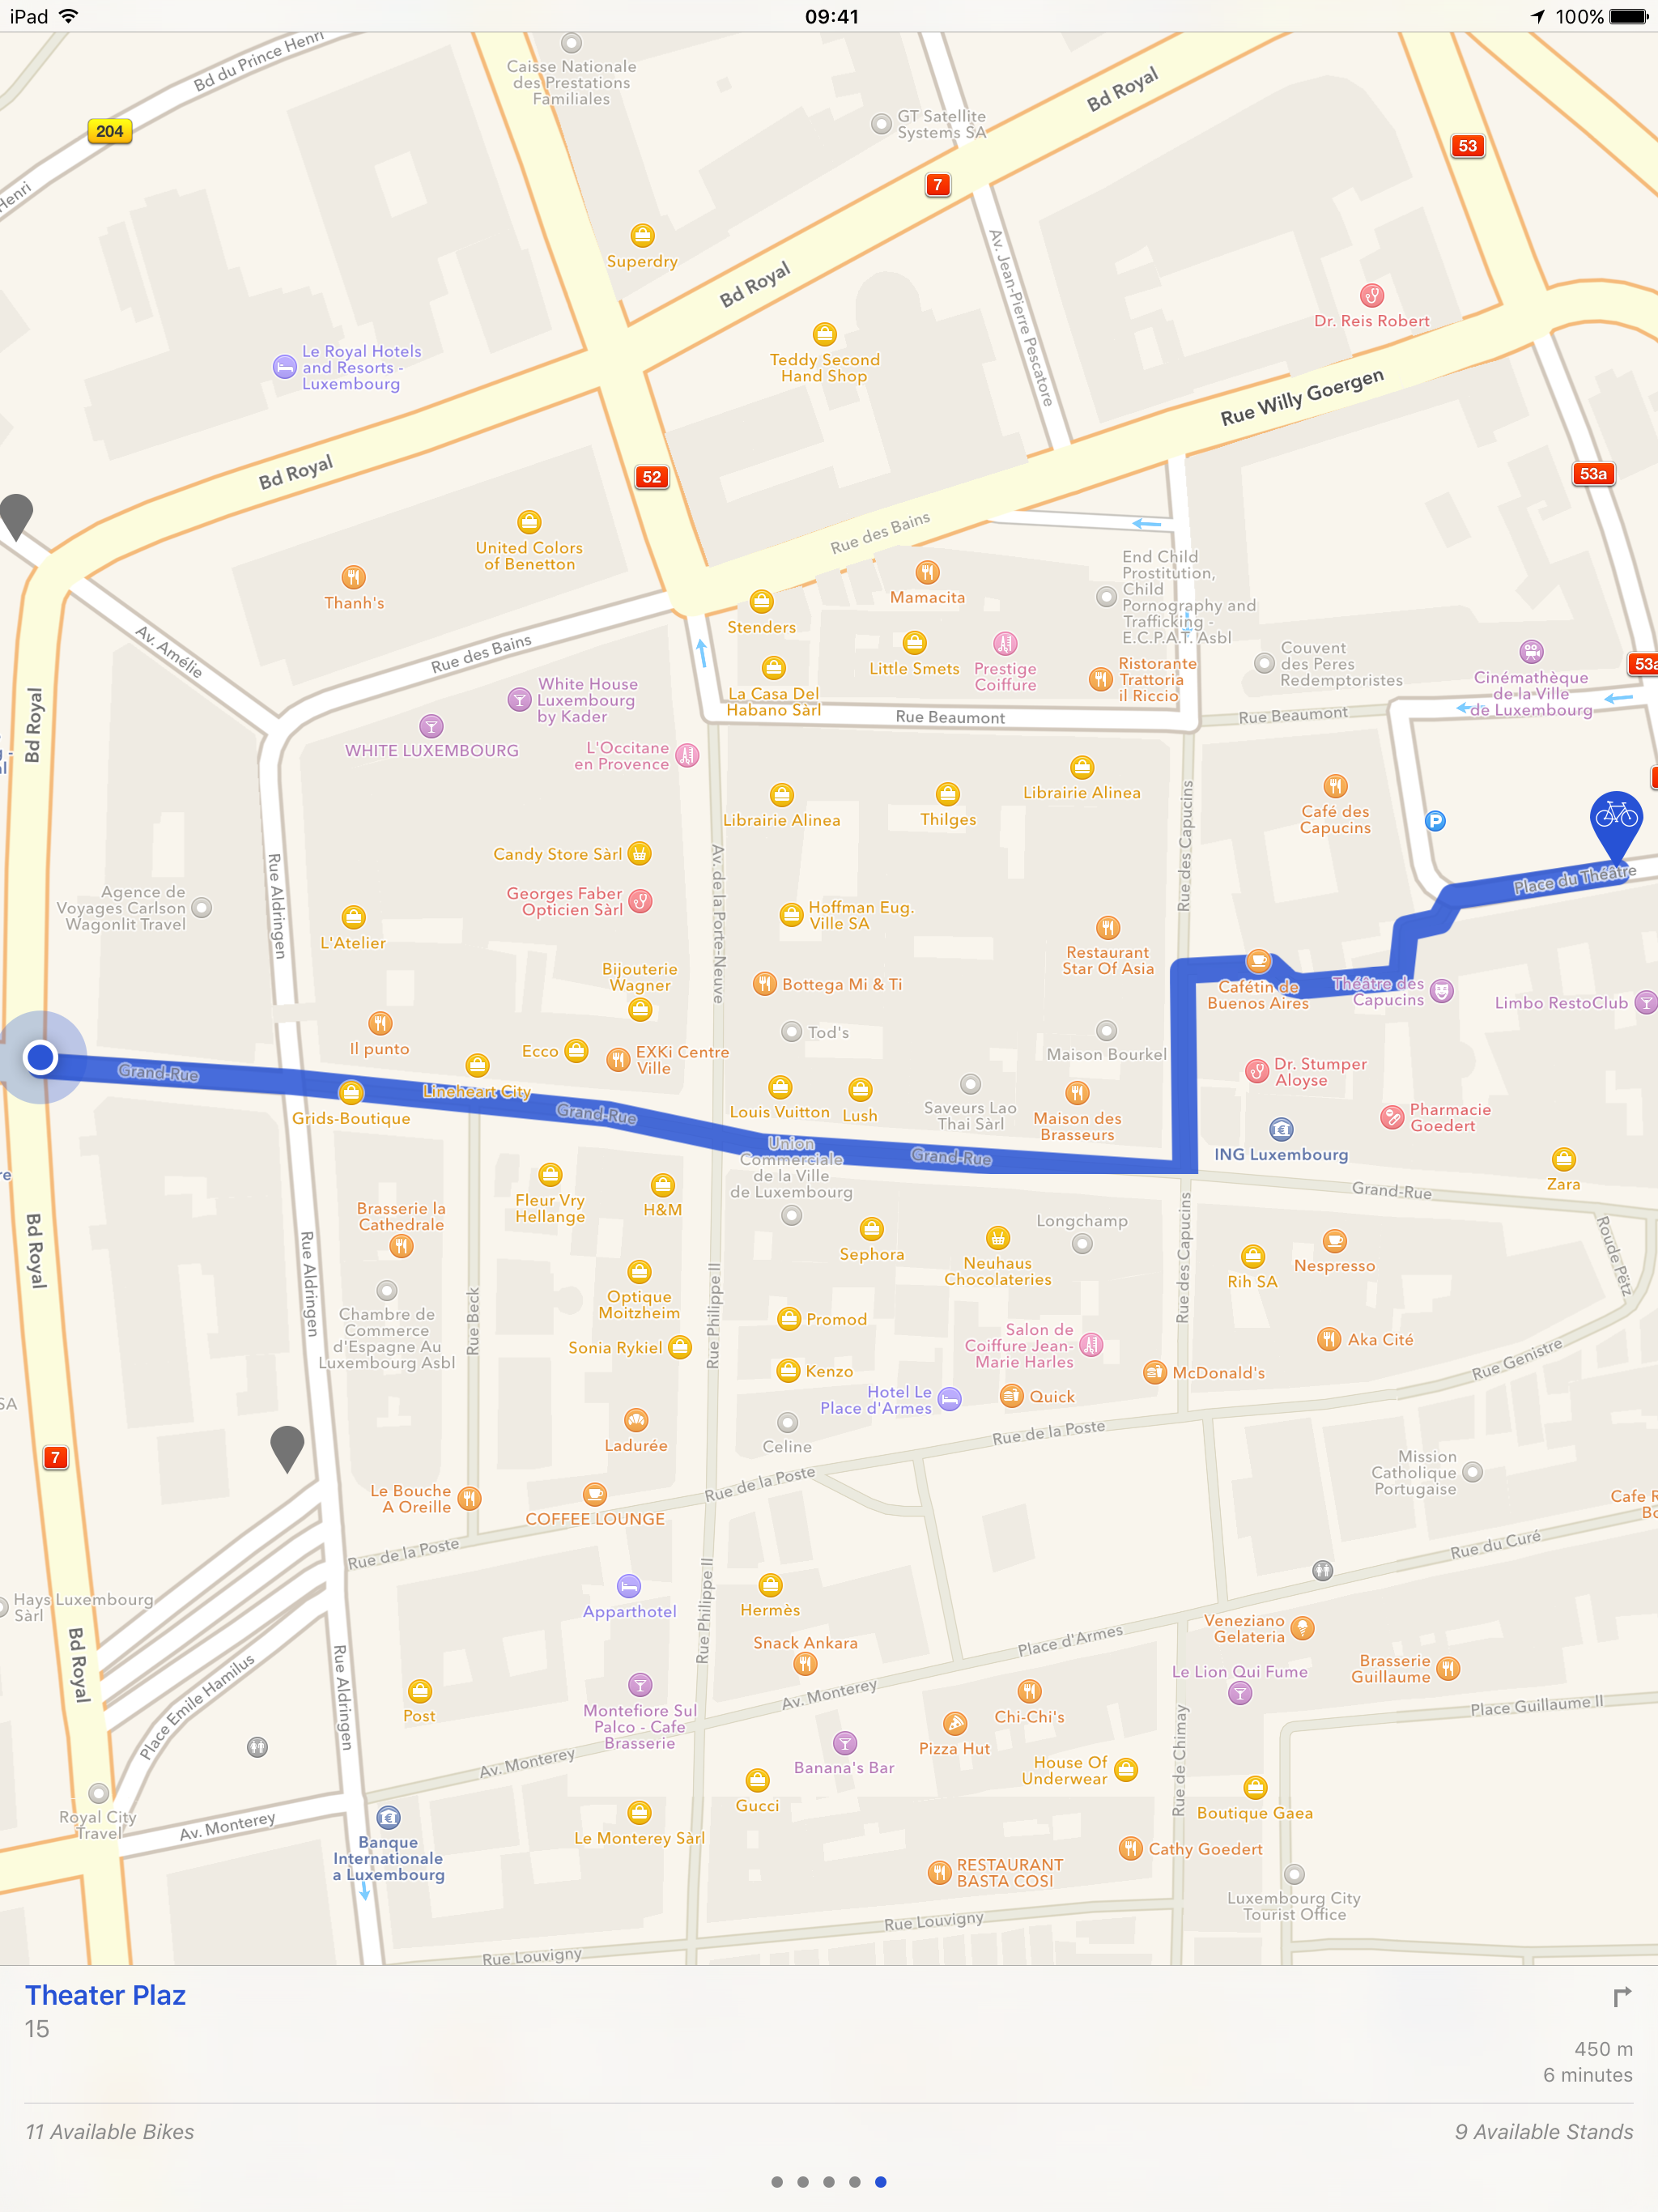 iPad
09:41
100%
Bd du Prince Henri
Caisse Nationale
des Prestations
Familiales
Bd Royal
GT Satellite
Systems SA
204
53
Henri
7
Superdry
Bd Royal
Av. Jean-Pierre Pescatore
Dr. Reis Robert
Le Royal Hotels
and Resorts -
Luxembourg
Teddy Second
Hand Shop
Rue Willy Goergen
Bd Royal
52
53a
United Colors
of Benetton
Rue des Bains
Thanh's
Mamacita
End Child
Prostitution,
Child
Pornography and
Trafficking -
E.C.P.A.T. Asbl
Stenders
Av. Amélie
Rue des Bains
Little Smets
Prestige
Coiffure
Ristorante
Trattoria
il Riccio
Couvent
des Peres
Redemptoristes
53a
Cinémathèque
de la Ville
de Luxembourg
White House
Luxembourg
by Kader
La Casa Del
Habano Sàrl
Rue Beaumont
Rue Beaumont
Bd Royal
WHITE LUXEMBOURG
L'Occitane
en Provence
Librairie Alinea
Librairie Alinea
Thilges
Café des
Capucins
P
Candy Store Sàrl
Rue Aldringen
Av. de la Porte-Neuve
Rue des Capucins
Place du Théâtre
Agence de
Voyages Carlson
Wagonlit Travel
Georges Faber
Opticien Sàrl
L'Atelier
Hoffman Eug.
Ville SA
Restaurant
Star Of Asia
Bijouterie
Wagner
Bottega Mi & Ti
Cafétin de
Buenos Aires
Théâtre des
Capucins
Limbo RestoClub
Il punto
Ecco
EXKi Centre
Ville
Tod's
Maison Bourkel
Grand-Rue
Lineheart City
Grids-Boutique
Grand-Rue
Louis Vuitton
Lush
Saveurs Lao
Thai Sàrl
Maison des
Brasseurs
Dr. Stumper
Aloyse
Pharmacie
Goedert
Union
Commerciale
de la Ville
de Luxembourg
Grand-Rue
ING Luxembourg
Zara
Grand-Rue
Bd Royal
Rue Aldringen
Brasserie la
Cathedrale
Fleur Vry
Hellange
H&M
Sephora
Longchamp
Neuhaus
Chocolateries
Rue des Capucins
Rih SA
Nespresso
Roude Pëtz
Chambre de
Commerce
d'Espagne Au
Luxembourg Asbl
Rue Beck
Optique
Moitzheim
Rue Philippe II
Promod
Sonia Rykiel
Salon de
Coiffure Jean-
Marie Harles
Aka Cité
Rue Genistre
Kenzo
McDonald's
Hotel Le
Place d'Armes
Quick
SA
7
Ladurée
Celine
Rue de la Poste
Mission
Catholique
Portugaise
Le Bouche
A Oreille
COFFEE LOUNGE
Rue de la Poste
Cafe R
Rue de la Poste
Rue du Curé
Hays Luxembourg
Sàrl
Apparthotel
Rue Philippe II
Hermès
Snack Ankara
Place d'Armes
Veneziano
Gelateria
Bd Royal
Place Emile Hamilus
Rue Aldringen
Post
Montefiore Sul
Palco - Cafe
Brasserie
Av. Monterey
Chi-Chi's
Le Lion Qui Fume
Brasserie
Guillaume
Place Guillaume II
Av. Monterey
Banana's Bar
Pizza Hut
House Of
Underwear
Rue de Chimay
Gucci
Boutique Gaea
Royal City
Travel
Av. Monterey
Banque
Internationale
a Luxembourg
Le Monterey Sàrl
Cathy Goedert
RESTAURANT
BASTA COSI
Luxembourg City
Tourist Office
Rue Louvigny
Rue Louvigny
Theater Plaz
15
450 m
6 minutes
11 Available Bikes
9 Available Stands